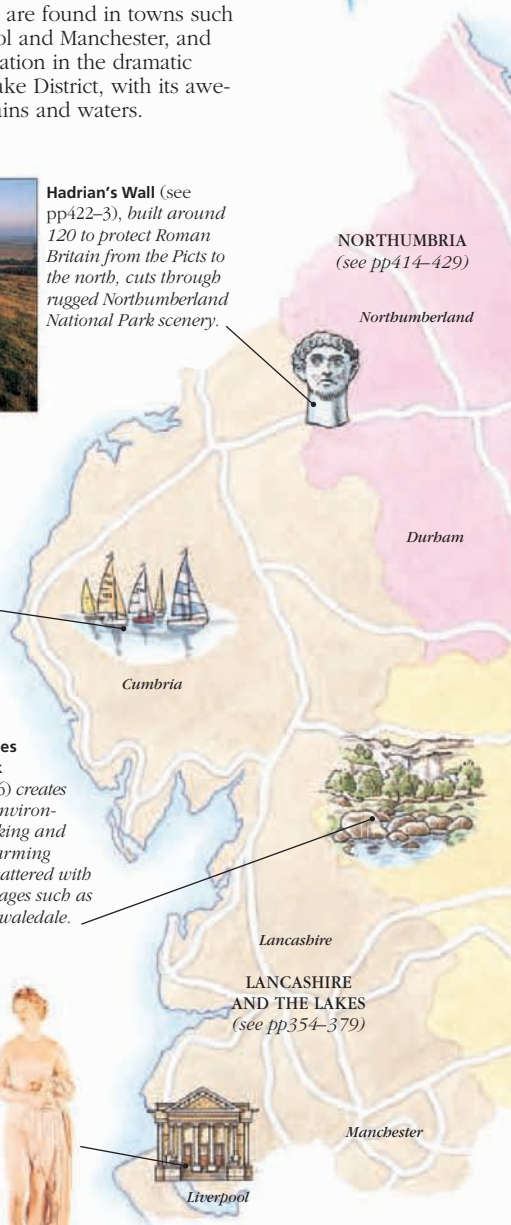 are found in towns such
ol and Manchester, and
ation in the dramatic
ake District, with its awe-
ins and waters.
Hadrian's Wall (see
pp422–3), built around
120 to protect Roman
Britain from the Picts to
the north, cuts through
rugged Northumberland
National Park scenery.
NORTHUMBRIA
(see pp414–429)
Northumberland
Durham
Cumbria
es
6) creates
environ-
king and
arming
attered with
ages such as
waledale.
Lancashire
LANCASHIRE
AND THE LAKES
(see pp354–379)
Manchester
Liverpool